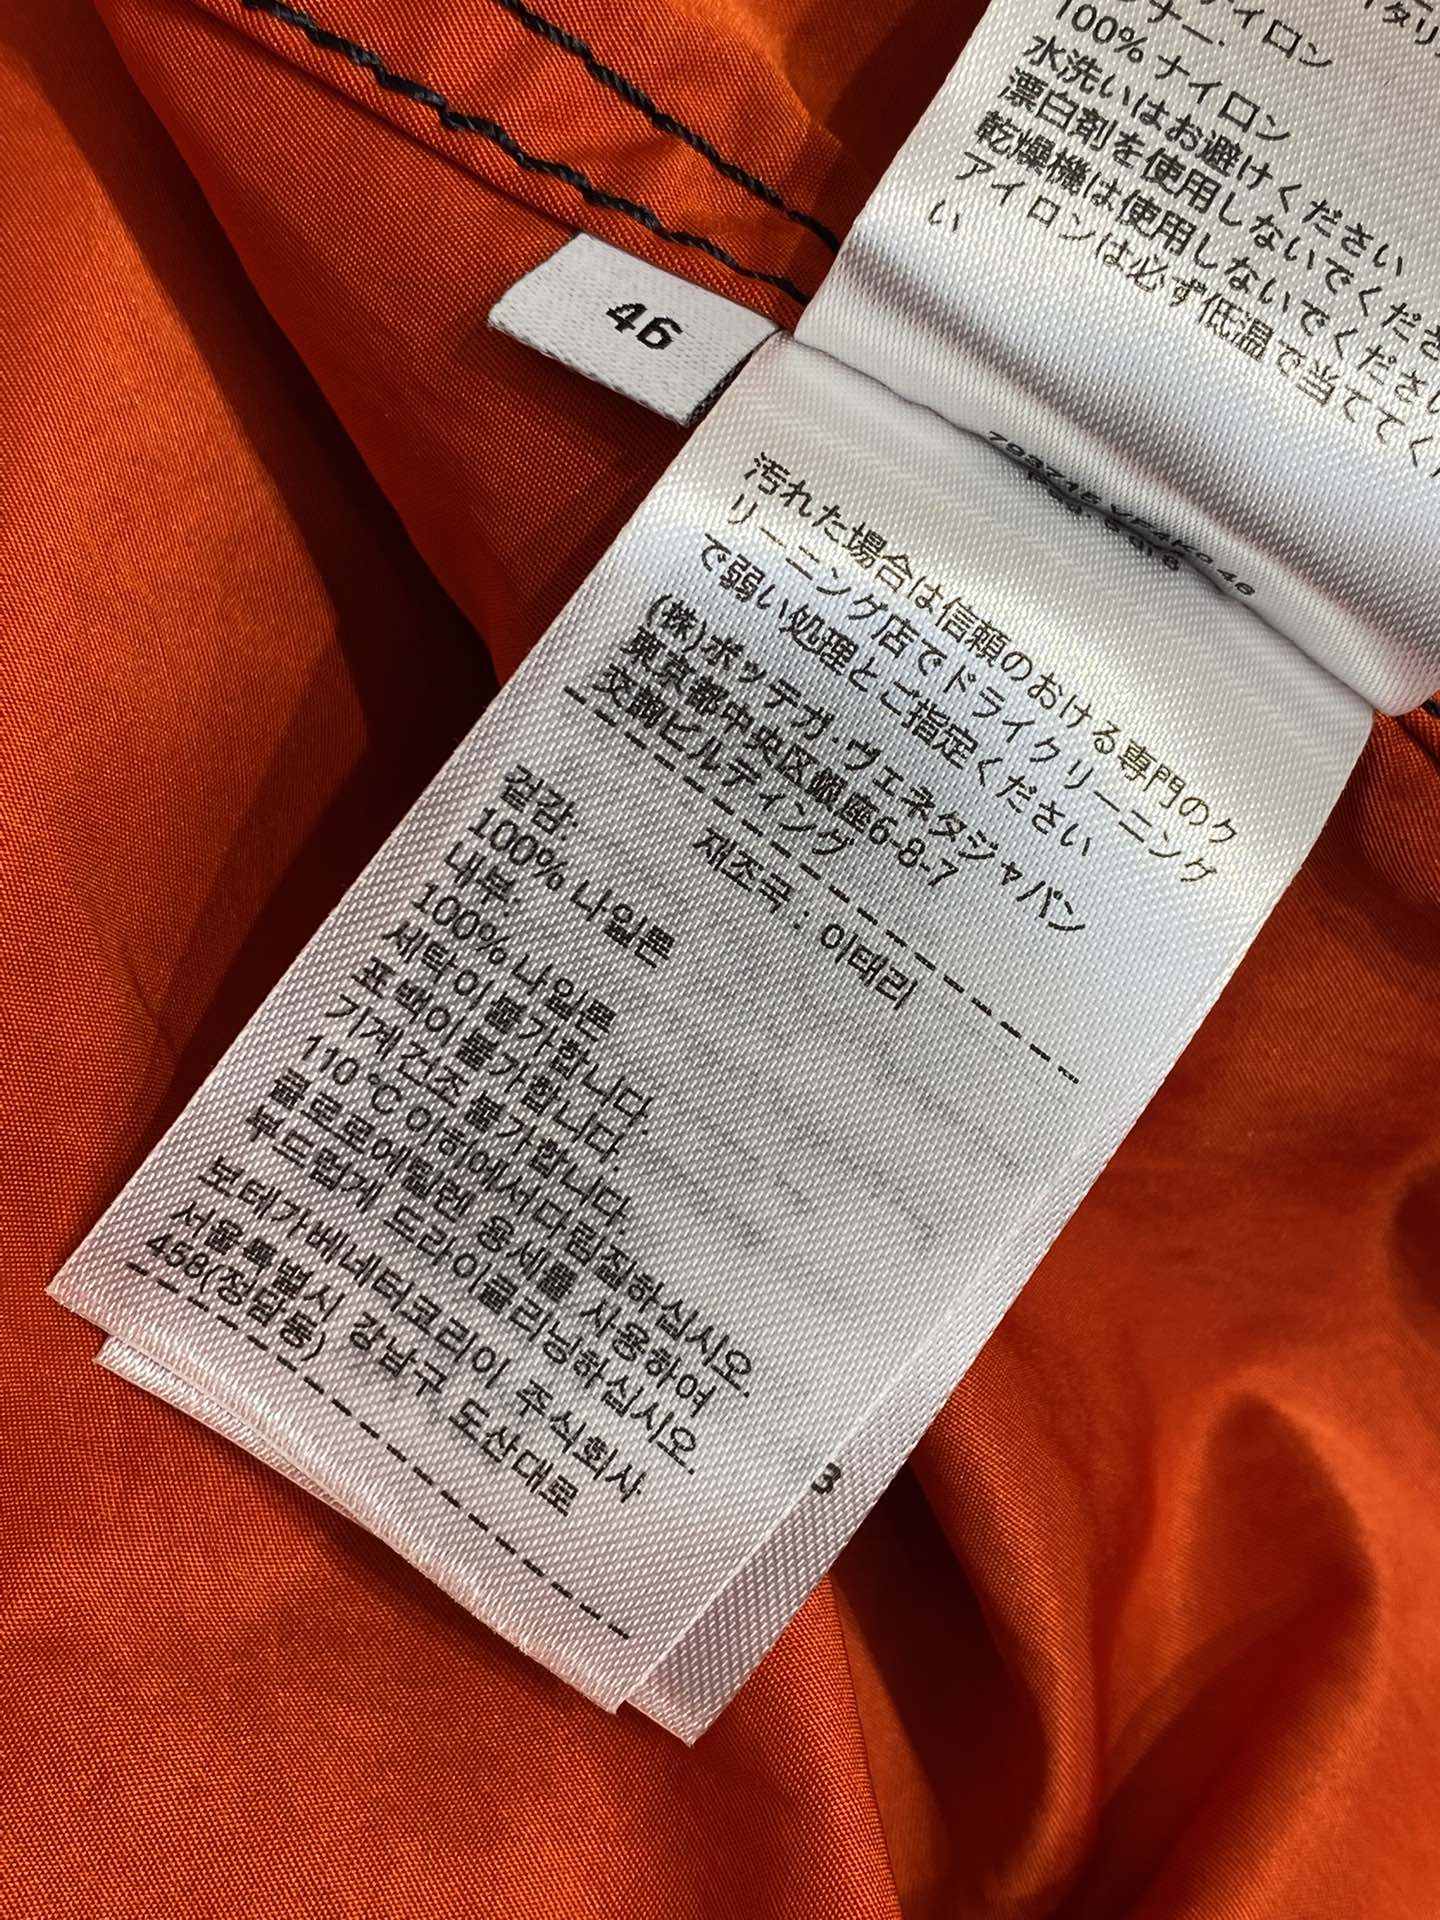 ナイロン
100% ナイロン
水洗いはお避けください
漂白剤を使用しないでくださ
乾燥機は使用しないでください
アイロンは必ず低温で当ててく
い
46
汚れた場合は信頼のおける専門のク
リーニング店でドライクリーニング
で弱い処理とご指定ください
(株)ボッテガ・ヴェネタジャパン
東京都中央区銀座6-8-7
交詢ビルディング
제조국 : 이태리
겉감:
100% 나일론
내부:
100% 나일론
세탁이 불가합니다.
표백이 불가합니다.
기계건조 불가합니다.
110℃ 이하에서 다림질하십시오.
클로로에틸렌 용제를 사용하여
부드럽게 드라이클리닝하십시오.
보테가베네타코리아 주식회사
서울특별시 강남구 도산대로
458(청담동)
3